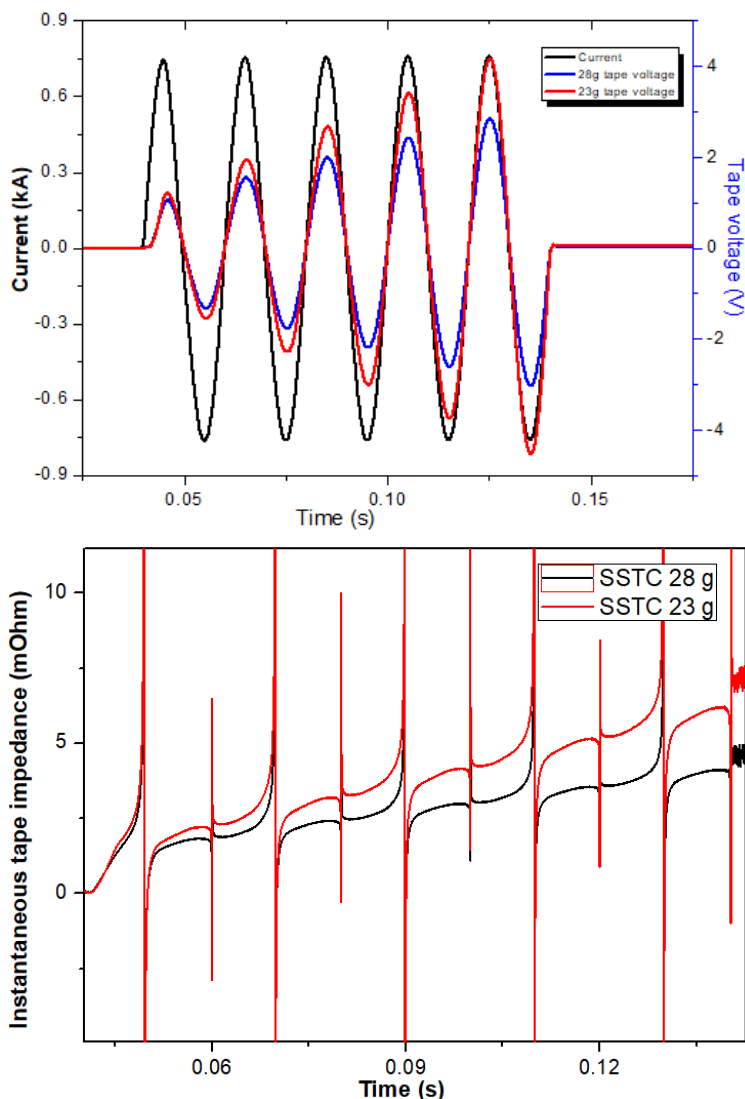 0.9
0.6
0.3
0.0
-0.3
-0.6
-0.9
Current (kA)
Current
28g tape voltage
23g tape voltage
4
2
0
-2
-4
Tape voltage (V)
0.05
0.10
0.15
Time (s)
10
5
0
Instantaneous tape impedance (mOhm)
SSTC 28 g
SSTC 23 g
0.06
0.09
0.12
Time (s)